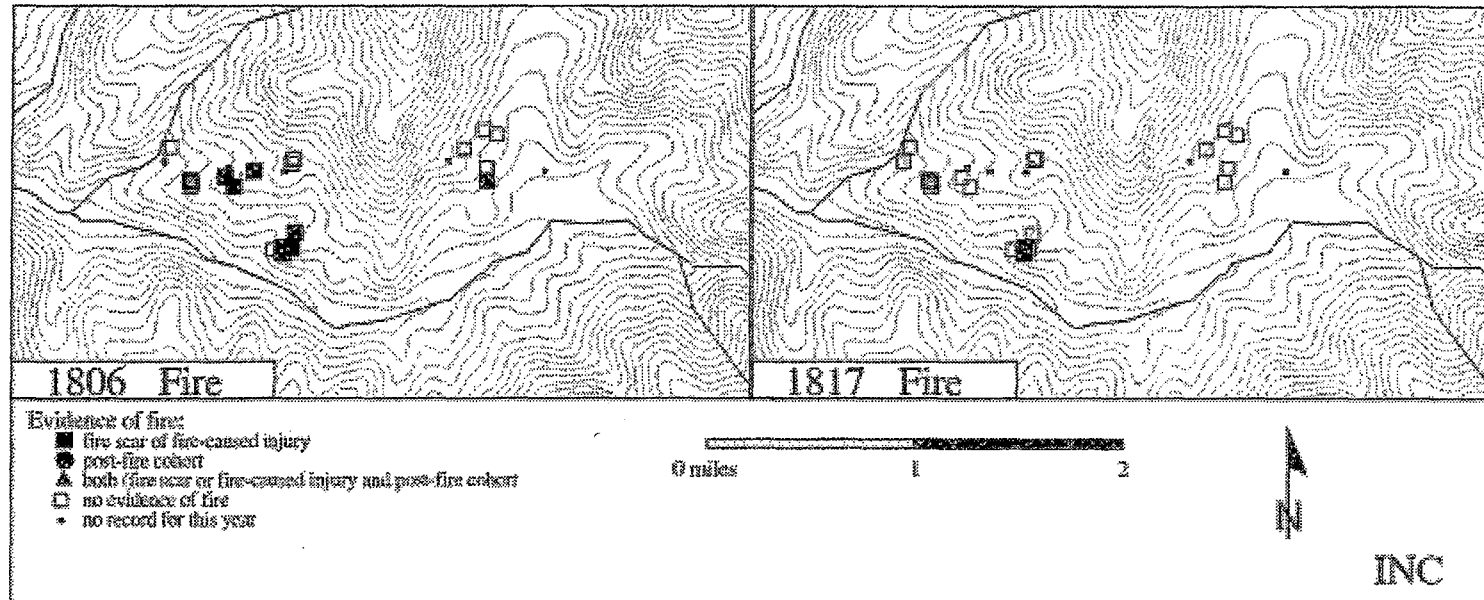 1806 Fire
1817 Fire
Evidence of fire:
fire scar of fire-caused injury
post-fire cohort
both (fire scar or fire-caused injury and post-fire cohort
no evidence of fire
no record for this year
0 miles 1 2
N
INC